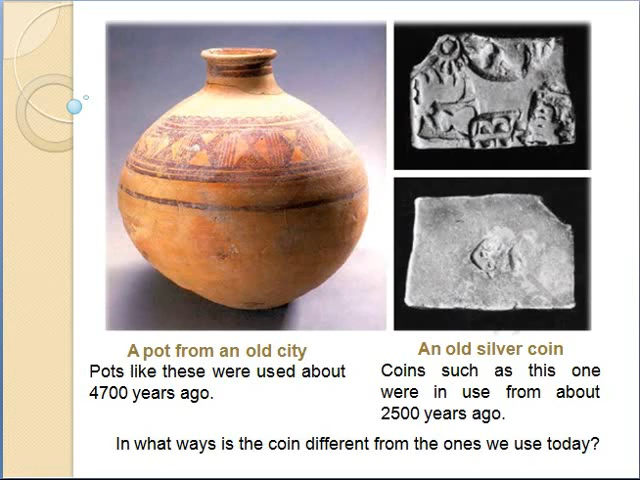 A pot from an old city
Pots like these were used about
4700 years ago.
An old silver coin
Coins such as this one
were in use from about
2500 years ago.
In what ways is the coin different from the ones we use today?